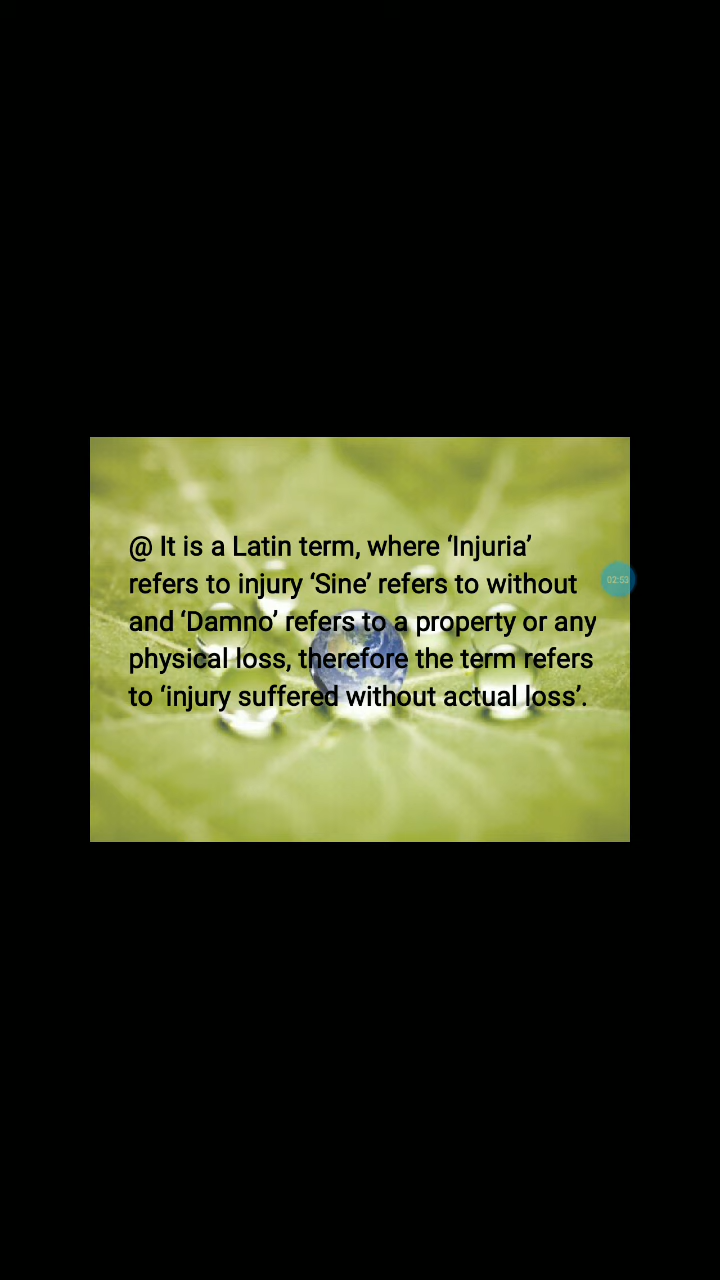 @ It is a Latin term, where ‘Injuria’
refers to injury ‘Sine’ refers to without
and ‘Damno’ refers to a property or any
physical loss, therefore the term refers
to ‘injury suffered without actual loss’.
02:53